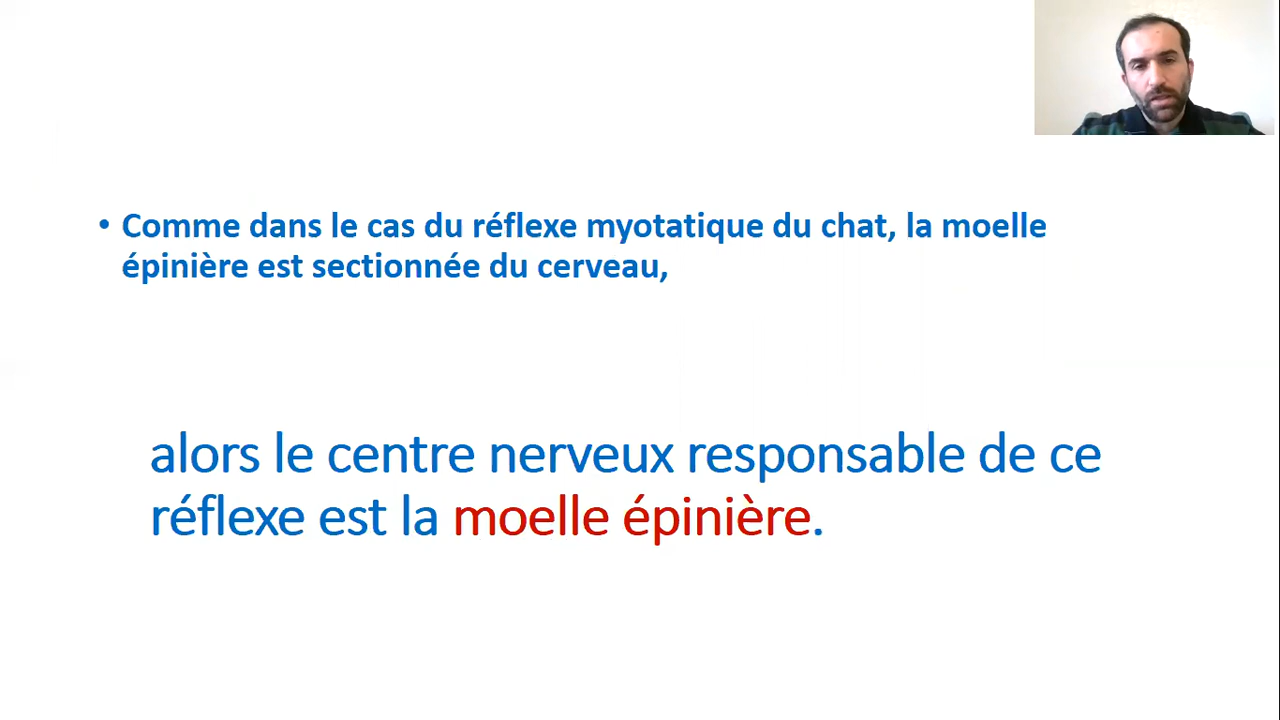 • Comme dans le cas du réflexe myotatique du chat, la moelle
épinière est sectionnée du cerveau,
alors le centre nerveux responsable de ce
réflexe est la moelle épinière.